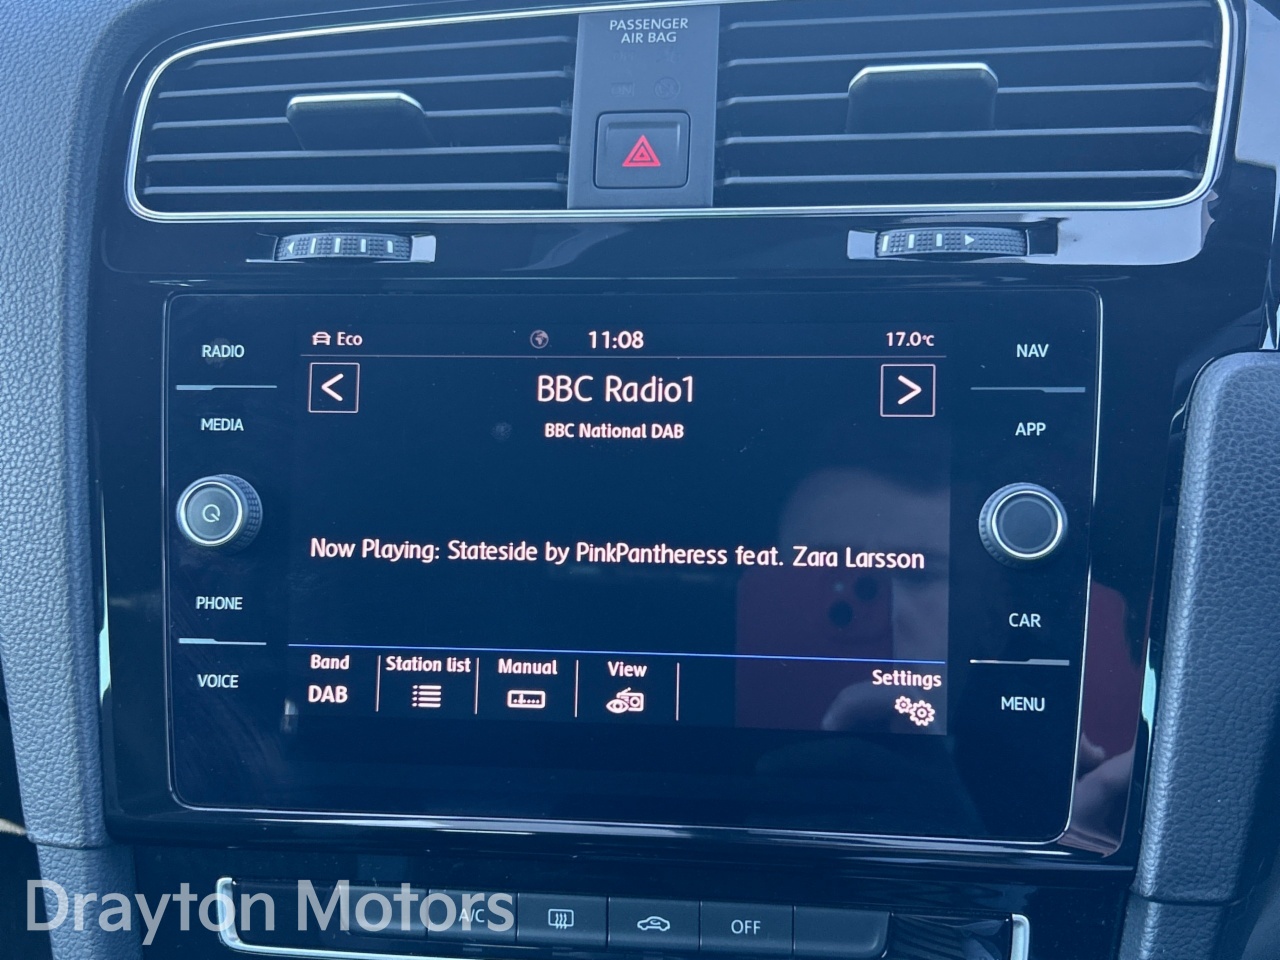 PASSENGER
AIR BAG
RADIO
MEDIA
PHONE
VOICE
Eco
11:08
17.0°C
BBC Radio1
BBC National DAB
Now Playing: Stateside by PinkPantheress feat. Zara Larsson
Band
DAB
Station list
Manual
View
Settings
NAV
APP
CAR
MENU
A/C
OFF
Drayton Motors